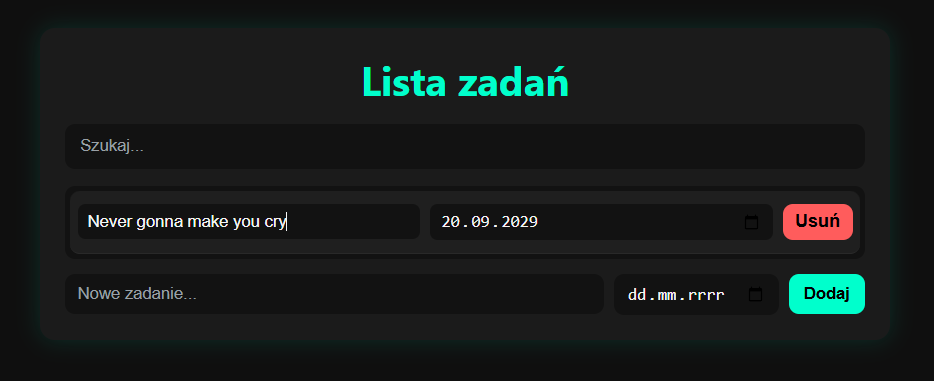 Lista zadań
Szukaj...
Never gonna make you cry 20.09.2029 Usuń
Nowe zadanie... dd.mm.rrrr Dodaj